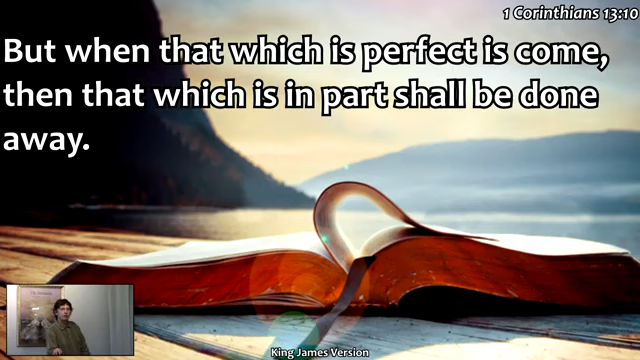 1 Corinthians 13:10
But when that which is perfect is come,
then that which is in part shall be done
away.
King James Version